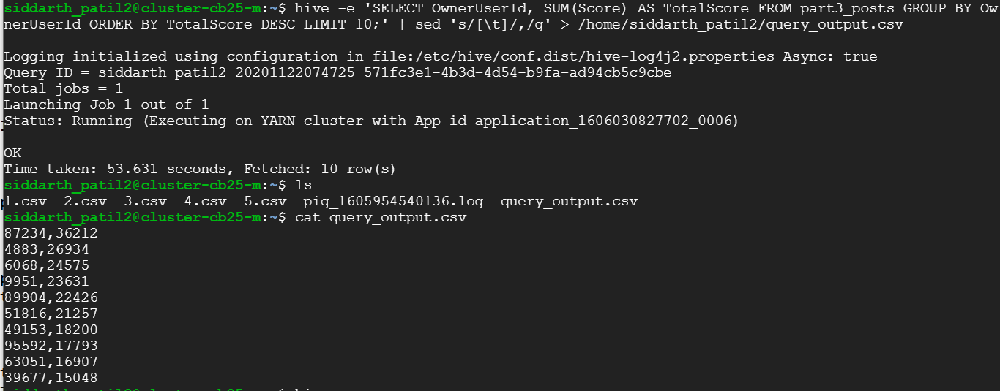 siddarth_patil2@cluster-cb25-m:~$ hive -e 'SELECT OwnerUserId, SUM(Score) AS TotalScore FROM part3_posts GROUP BY Ow
nerUserId ORDER BY TotalScore DESC LIMIT 10;' | sed 's/[\t]/,/g' > /home/siddarth_patil2/query_output.csv
Logging initialized using configuration in file:/etc/hive/conf.dist/hive-log4j2.properties Async: true
Query ID = siddarth_patil2_20201122074725_571fc3e1-4b3d-4d54-b9fa-ad94cb5c9cbe
Total jobs = 1
Launching Job 1 out of 1
Status: Running (Executing on YARN cluster with App id application_1606030827702_0006)
OK
Time taken: 53.631 seconds, Fetched: 10 row(s)
siddarth_patil2@cluster-cb25-m:~$ ls
1.csv  2.csv  3.csv  4.csv  5.csv  pig_1605954540136.log  query_output.csv
siddarth_patil2@cluster-cb25-m:~$ cat query_output.csv
87234,36212
4883,26934
6068,24575
9951,23631
89904,22426
51816,21257
49153,18200
95592,17793
63051,16907
39677,15048